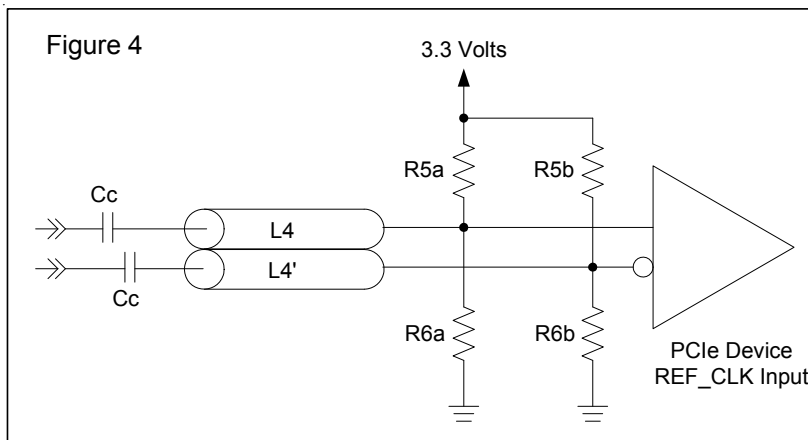 Figure 4
3.3 Volts
R5a
R5b
Cc
L4
L4'
Cc
R6a
R6b
PCIe Device
REF_CLK Input